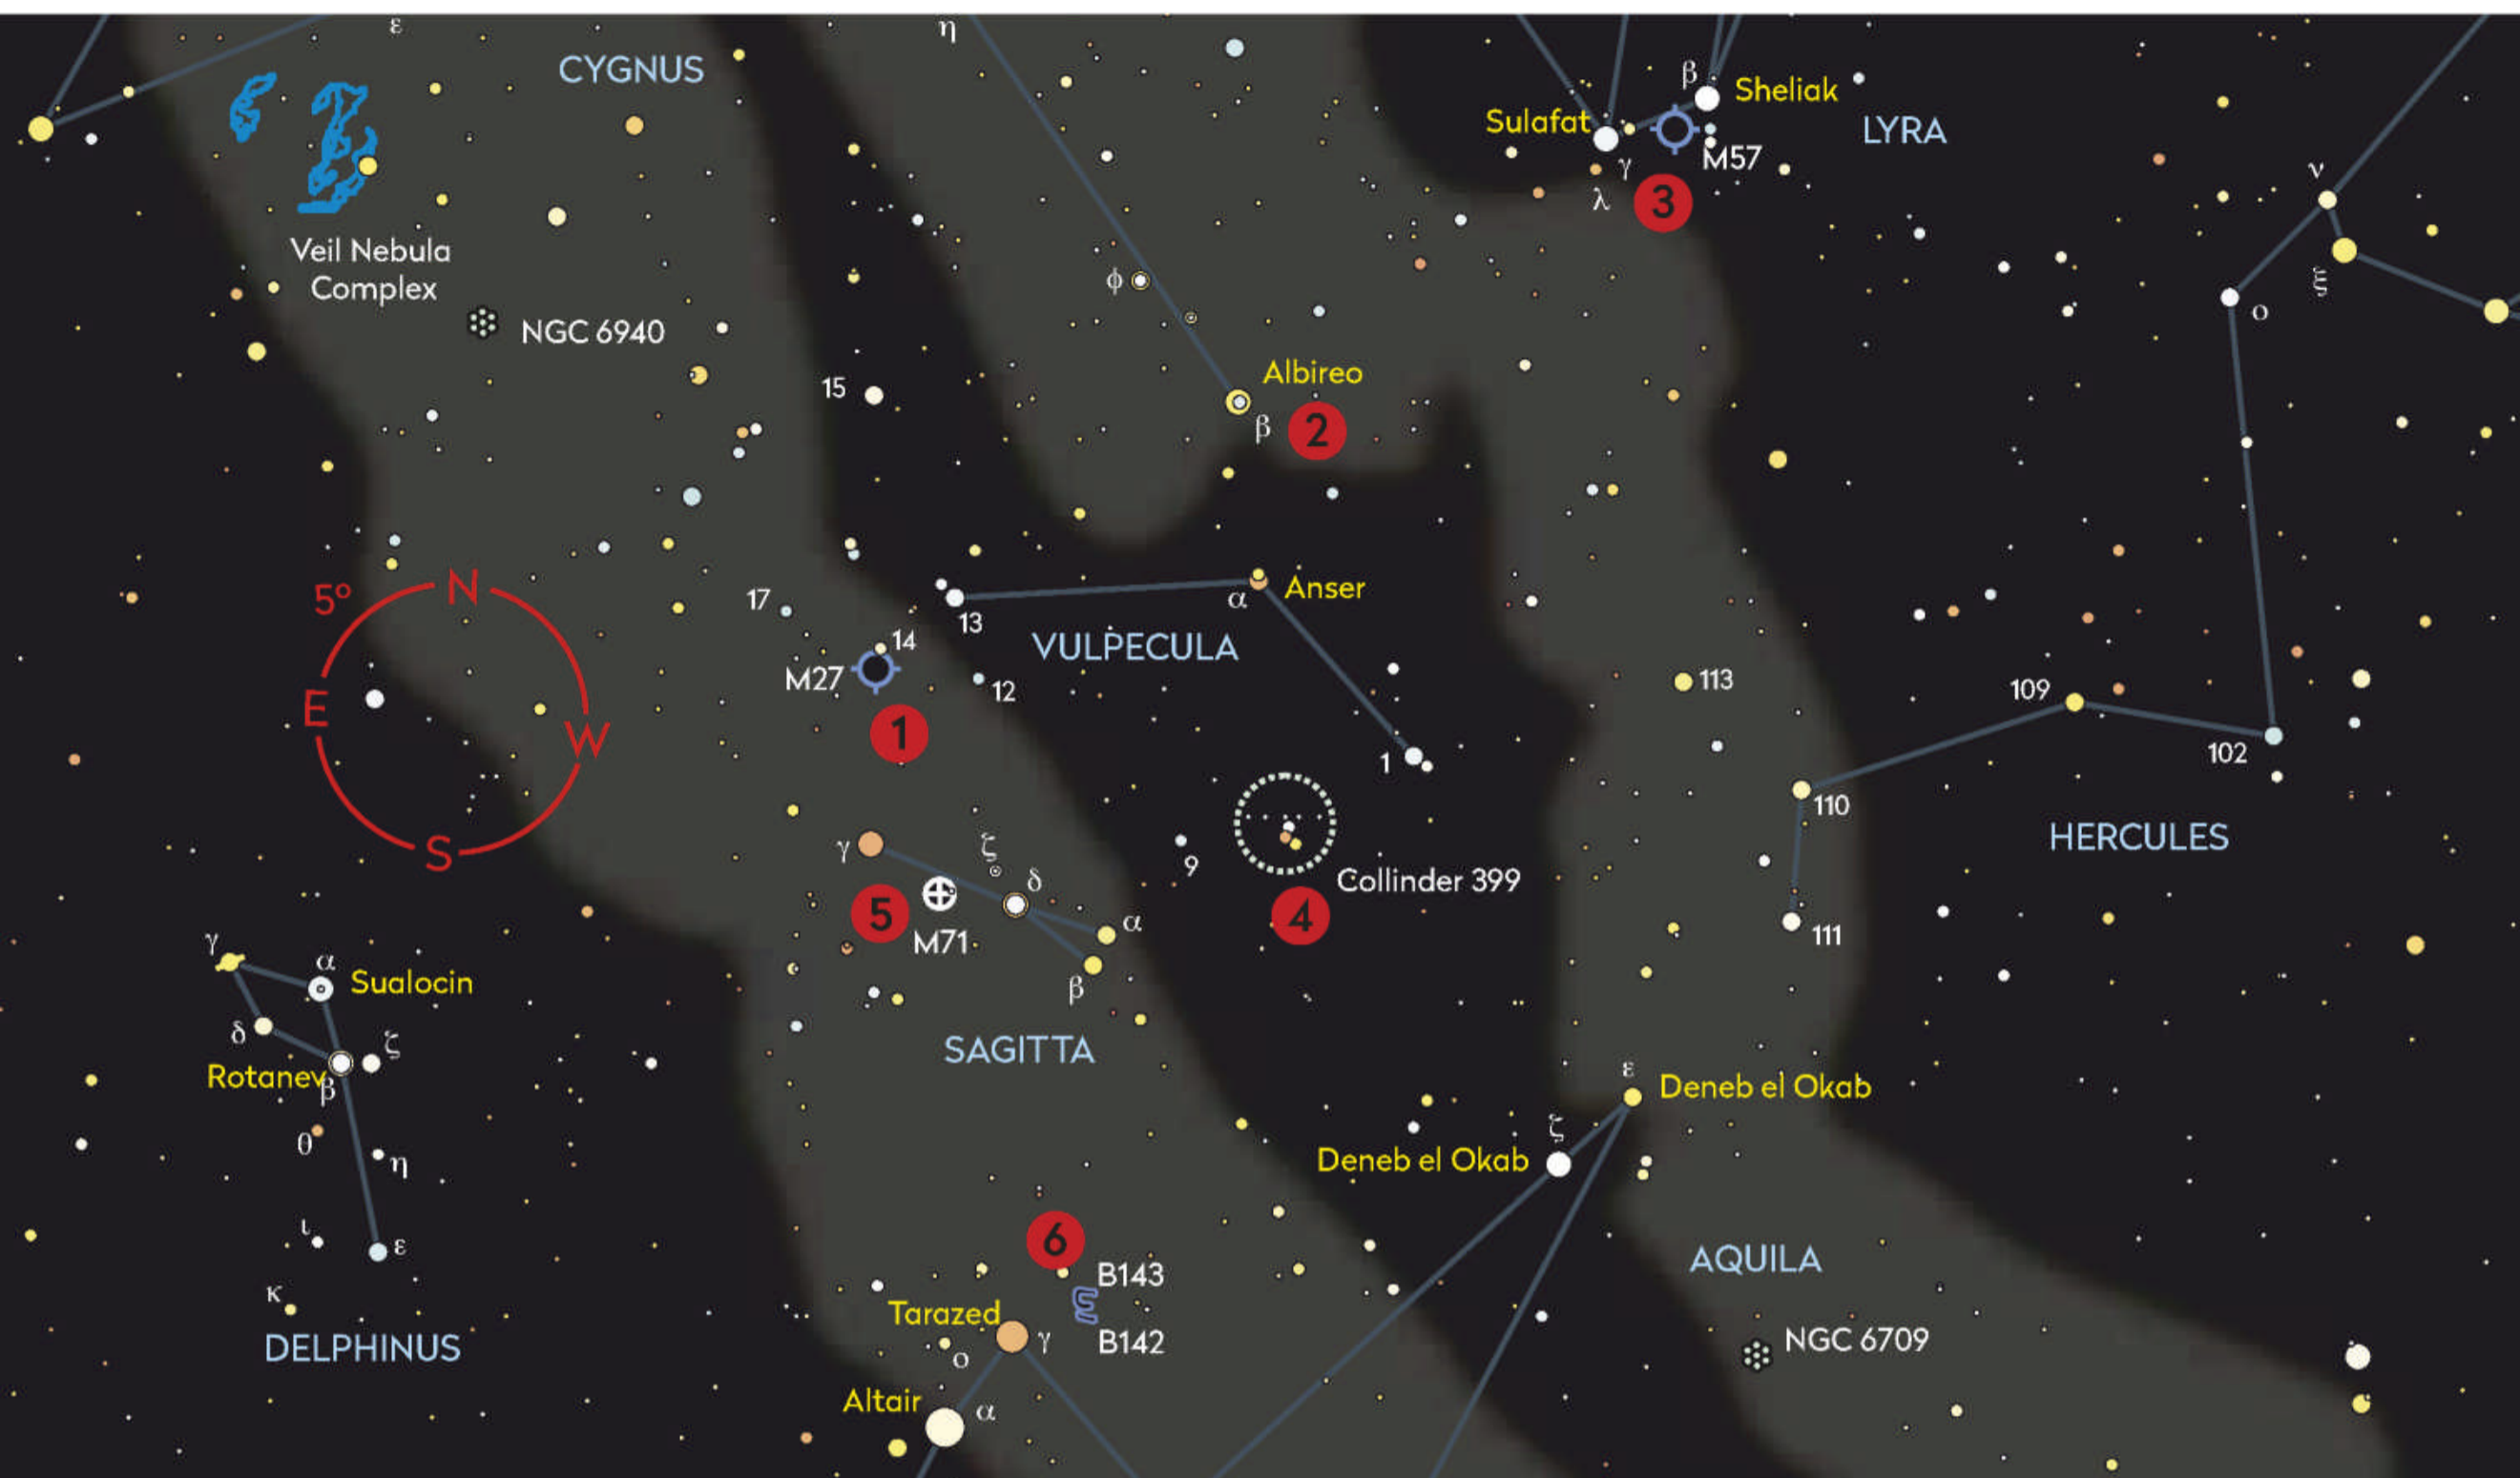 ε
η
CYGNUS
β
Sheliak
Sulafat
LYRA
M57
γ
λ
3
ν
ξ
ο
Veil Nebula
Complex
NGC 6940
φ
15
Albireo
β
2
5°
N
E
W
S
17
14
13
M27
12
1
α
Anser
VULPECULA
113
109
102
1
110
HERCULES
γ
ζ
δ
9
Collinder 399
4
5
M71
α
β
111
γ
α
Sualocin
δ
ζ
Rotanev
β
SAGITTA
θ
η
ε
Deneb el Okab
ζ
Deneb el Okab
ι
ε
κ
DELPHINUS
6
B143
Tarazed
γ
B142
ο
AQUILA
NGC 6709
Altair
α